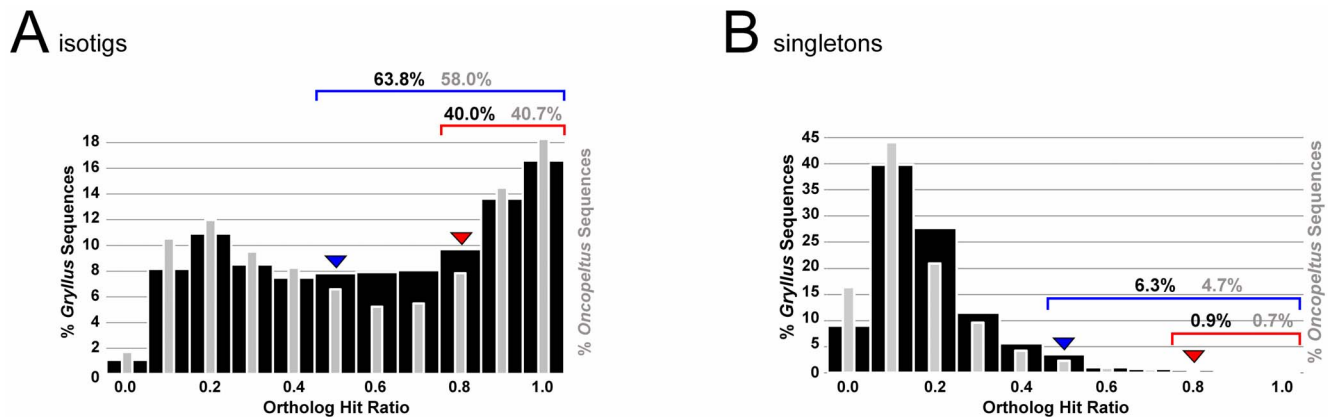 A isotigs
63.8% 58.0%
40.0% 40.7%
% Gryllus Sequences
18
16
14
12
10
8
6
4
2
0
% Oncopeltus Sequences
0.0 0.2 0.4 0.6 0.8 1.0
Ortholog Hit Ratio
B singletons
% Gryllus Sequences
45
40
35
30
25
20
15
10
5
0
6.3% 4.7%
0.9% 0.7%
% Oncopeltus Sequences
0.0 0.2 0.4 0.6 0.8 1.0
Ortholog Hit Ratio